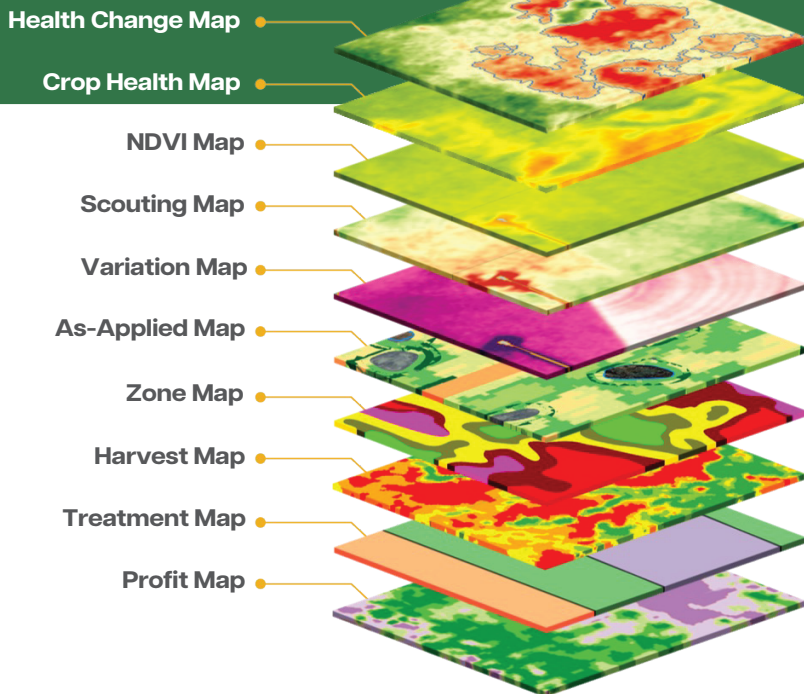 Health Change Map
Crop Health Map
NDVI Map
Scouting Map
Variation Map
As-Applied Map
Zone Map
Harvest Map
Treatment Map
Profit Map